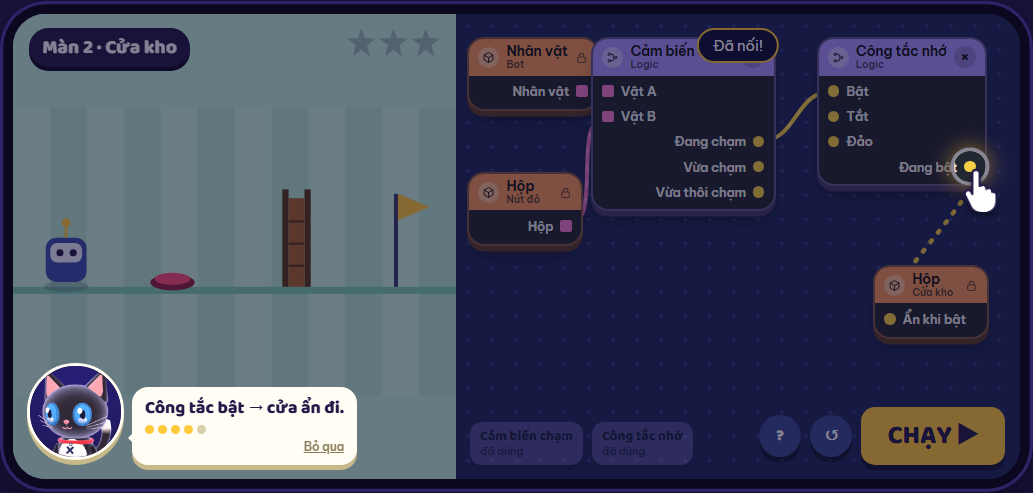 Màn 2 · Cửa kho
Công tắc bật → cửa ẩn đi.
Bỏ qua
Nhân vật
Bot
Nhân vật
Hộp
Nút đỏ
Hộp
Cảm biến
Logic
Đã nối!
Vật A
Vật B
Đang chạm
Vừa chạm
Vừa thôi chạm
Công tắc nhớ
Logic
×
Bật
Tắt
Đảo
Đang bật
Hộp
Cửa kho
Ẩn khi bật
Cảm biến chạm
đã dùng
Công tắc nhớ
đã dùng
?
↺
CHẠY ▶